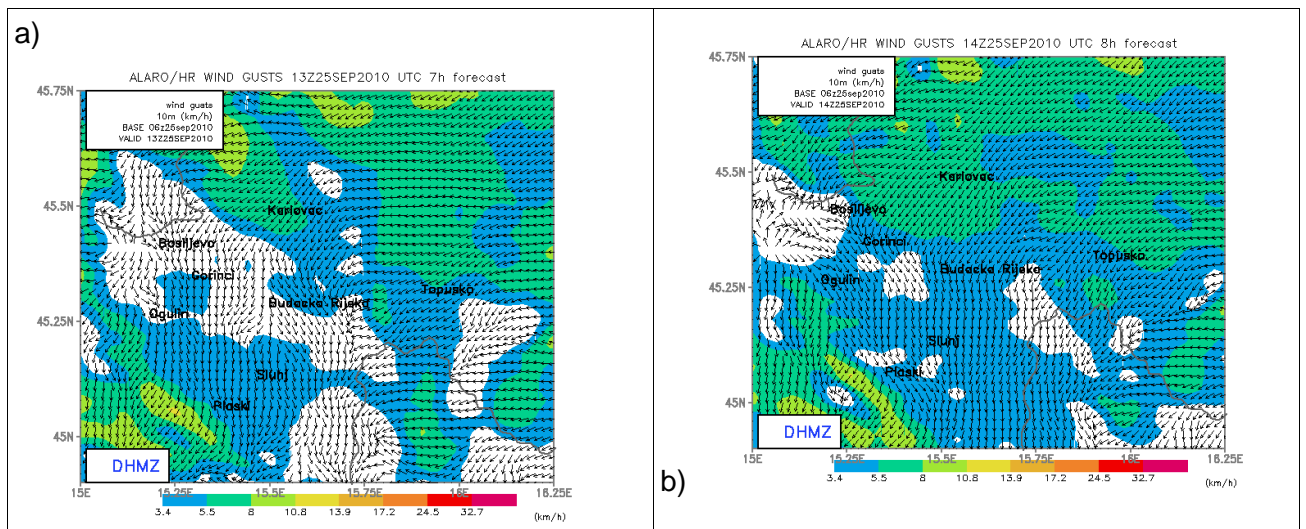 a)
ALARO/HR WIND GUSTS 13Z25SEP2010 UTC 7h forecast
wind gusts
10m (km/h)
BASE 06z25sep2010
VALID 13Z25SEP2010
45.75N
45.5N
45.25N
45N
Karlovac
Bosiljevo
Gorinci
Budacka Rijeka
Topusko
Ogulin
Slunj
Plaski
DHMZ
15E 15.25E 15.5E 15.75E 16E 16.25E
3.4 5.5 8 10.8 13.9 17.2 24.5 32.7
(km/h)
b)
ALARO/HR WIND GUSTS 14Z25SEP2010 UTC 8h forecast
wind gusts
10m (km/h)
BASE 06z25sep2010
VALID 14Z25SEP2010
45.75N
45.5N
45.25N
45N
Karlovac
Bosiljevo
Gorinci
Topusko
Budacka Rijeka
Ogulin
Slunj
Plaski
DHMZ
15E 15.25E 15.5E 15.75E 16E 16.25E
3.4 5.5 8 10.8 13.9 17.2 24.5 32.7
(km/h)